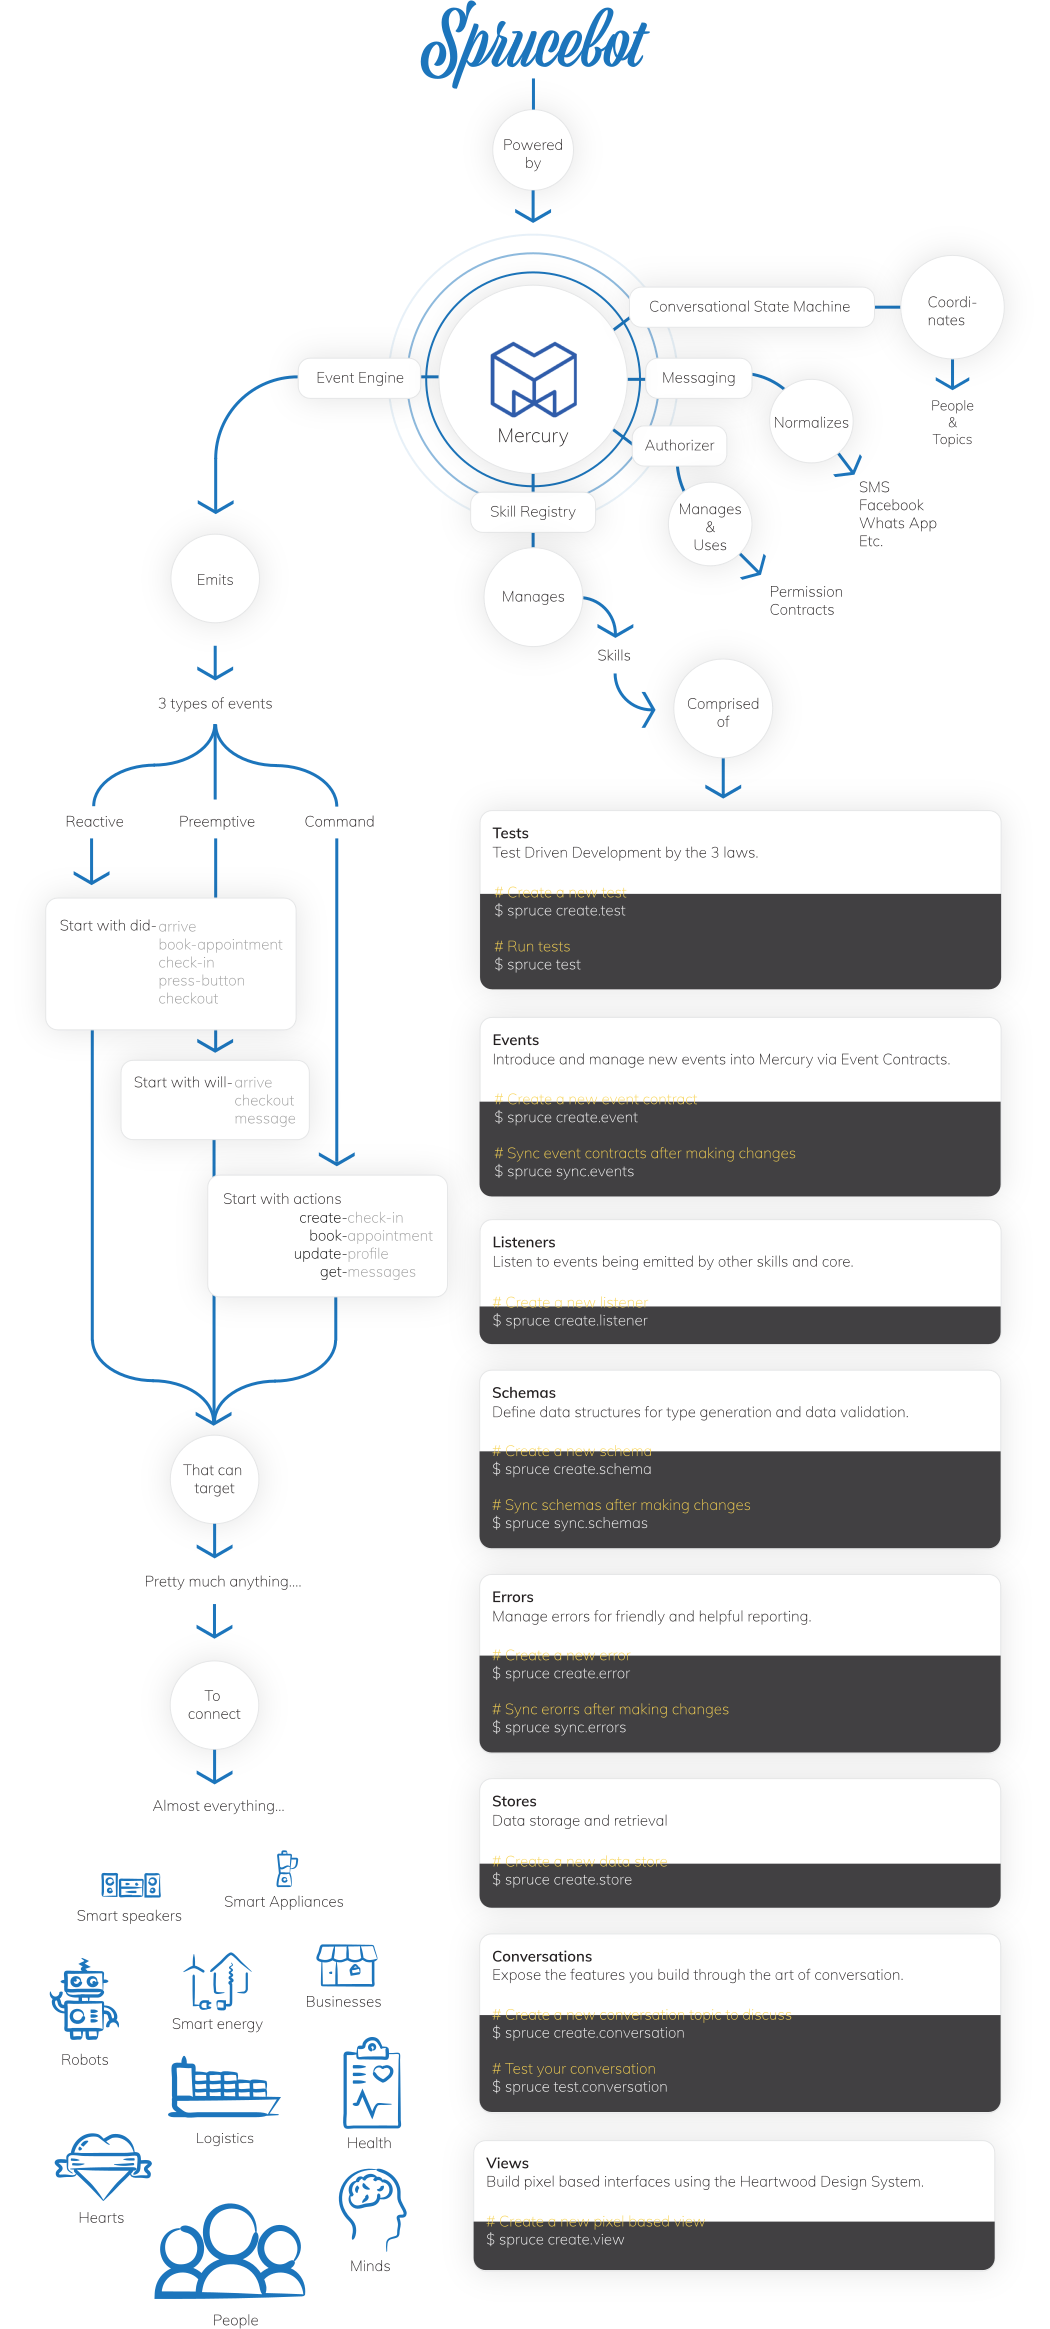 Sprucebot
Powered
by
Mercury
Conversational State Machine
Coordi-
nates
People
&
Topics
Messaging
Normalizes
SMS
Facebook
Whats App
Etc.
Authorizer
Manages
&
Uses
Permission
Contracts
Skill Registry
Manages
Skills
Comprised
of
Event Engine
Emits
3 types of events
Reactive
Preemptive
Command
Start with did-arrive
book-appointment
check-in
press-button
checkout
Start with will-arrive
checkout
message
Start with actions
create-check-in
book-appointment
update-profile
get-messages
That can
target
Pretty much anything....
To
connect
Almost everything...
Smart speakers
Smart Appliances
Robots
Smart energy
Businesses
Logistics
Health
Hearts
Minds
People
Tests
Test Driven Development by the 3 laws.
# Create a new test
$ spruce create.test
# Run tests
$ spruce test
Events
Introduce and manage new events into Mercury via Event Contracts.
# Create a new event contract
$ spruce create.event
# Sync event contracts after making changes
$ spruce sync.events
Listeners
Listen to events being emitted by other skills and core.
# Create a new listener
$ spruce create.listener
Schemas
Define data structures for type generation and data validation.
# Create a new schema
$ spruce create.schema
# Sync schemas after making changes
$ spruce sync.schemas
Errors
Manage errors for friendly and helpful reporting.
# Create a new error
$ spruce create.error
# Sync erorrs after making changes
$ spruce sync.errors
Stores
Data storage and retrieval
# Create a new data store
$ spruce create.store
Conversations
Expose the features you build through the art of conversation.
# Create a new conversation topic to discuss
$ spruce create.conversation
# Test your conversation
$ spruce test.conversation
Views
Build pixel based interfaces using the Heartwood Design System.
# Create a new pixel based view
$ spruce create.view